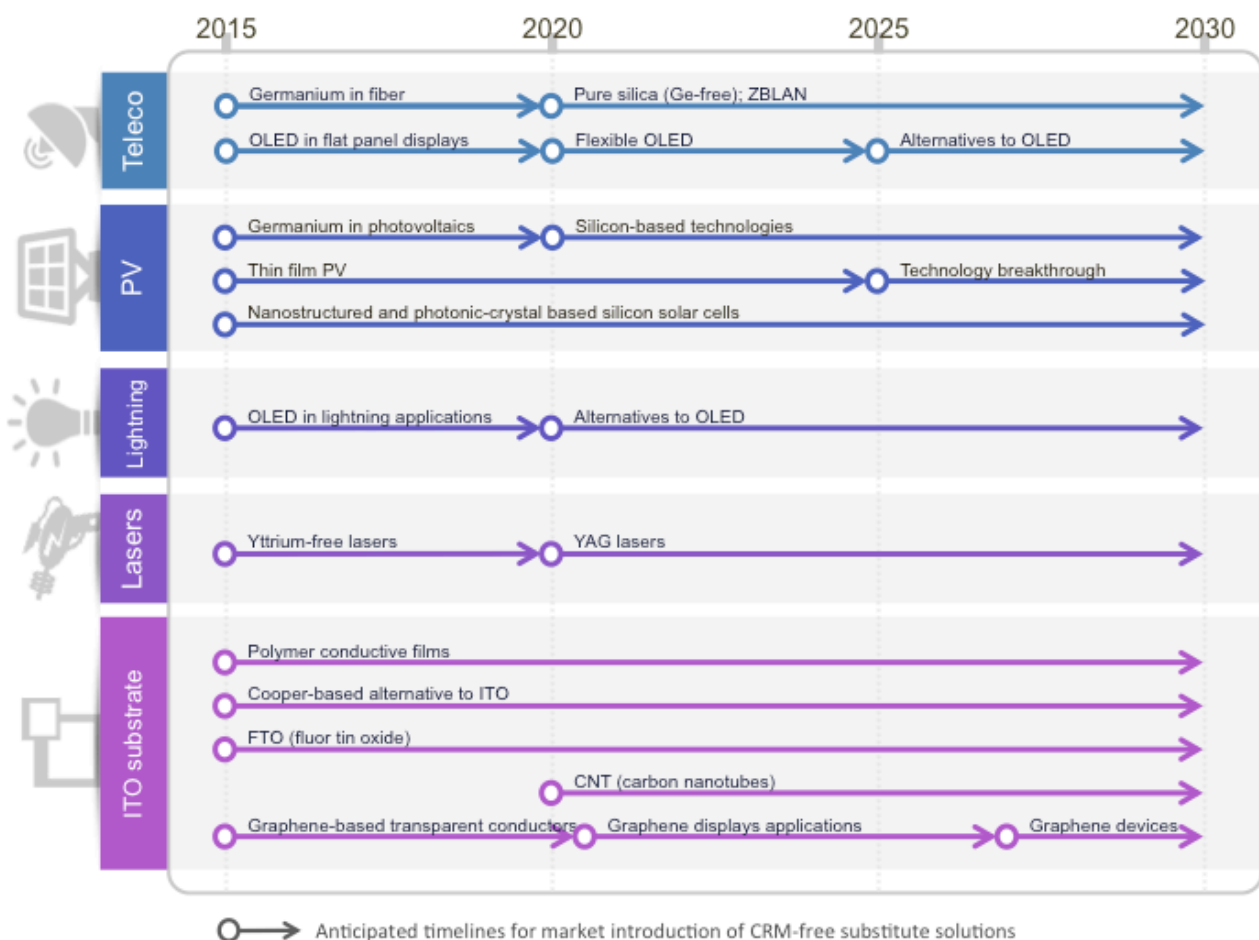 2015 2020 2025 2030
Teleco
Germanium in fiber
Pure silica (Ge-free); ZBLAN
OLED in flat panel displays
Flexible OLED
Alternatives to OLED
PV
Germanium in photovoltaics
Silicon-based technologies
Thin film PV
Technology breakthrough
Nanostructured and photonic-crystal based silicon solar cells
Lightning
OLED in lightning applications
Alternatives to OLED
Lasers
Yttrium-free lasers
YAG lasers
ITO substrate
Polymer conductive films
Cooper-based alternative to ITO
FTO (fluor tin oxide)
CNT (carbon nanotubes)
Graphene-based transparent conductors
Graphene displays applications
Graphene devices
Anticipated timelines for market introduction of CRM-free substitute solutions